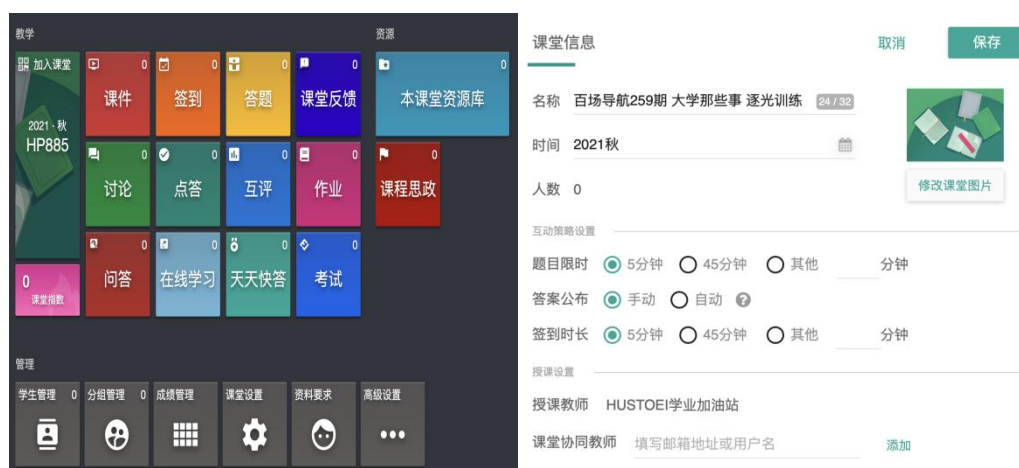 教学
资源
加入课堂
2021 · 秋
HP885
0
课堂指数
0
课件
0
签到
0
答题
0
课堂反馈
0
本课堂资源库
0
讨论
0
点答
0
互评
0
作业
0
课程思政
0
问答
0
在线学习
0
天天快答
0
考试
管理
学生管理 0
分组管理 0
成绩管理
课堂设置
资料要求
高级设置
课堂信息
取消
保存
名称 百场导航259期 大学那些事 逐光训练 24 / 32
时间 2021秋
修改课堂图片
人数 0
互动策略设置
题目限时 5分钟 45分钟 其他 分钟
答案公布 手动 自动 ?
签到时长 5分钟 45分钟 其他 分钟
授课设置
授课教师 HUSTOEI学业加油站
课堂协同教师 填写邮箱地址或用户名 添加